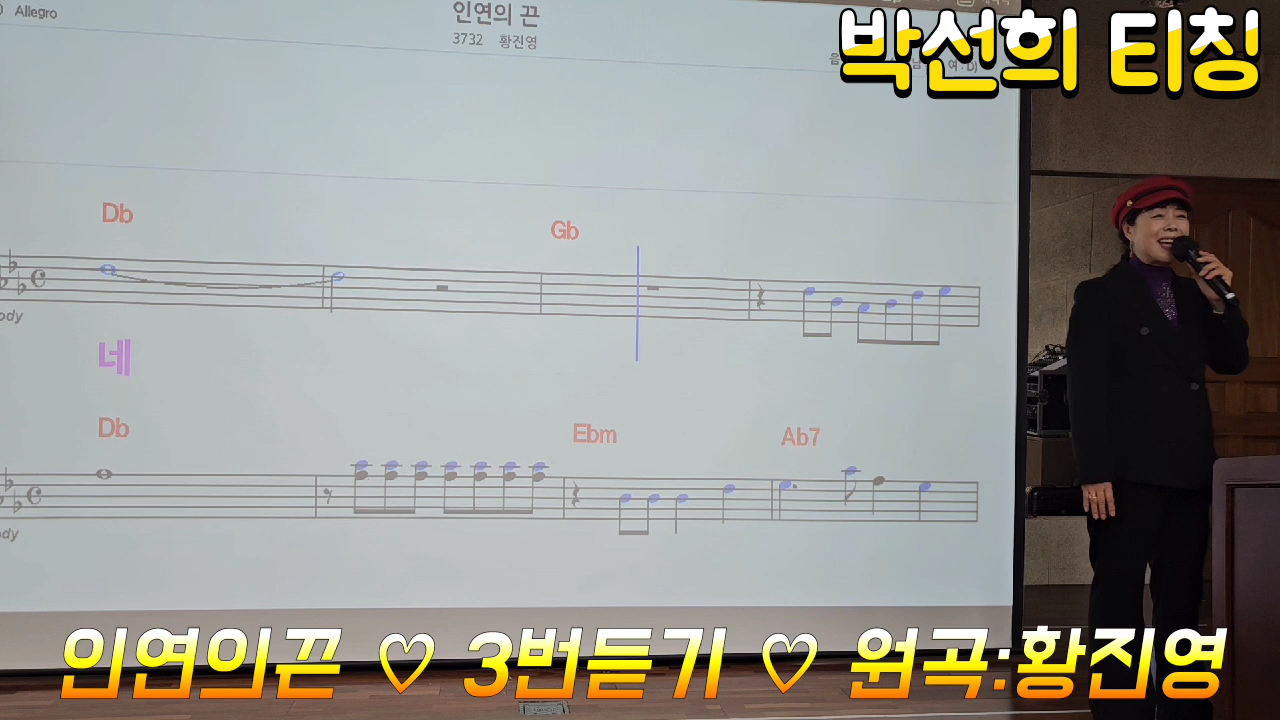 Allegro
인연의 끈
3732 황진영
박선희 티칭
여 : D)
Db
Gb
네
Db
Ebm
Ab7
인연의끈 ♡ 3번듣기 ♡ 원곡:황진영